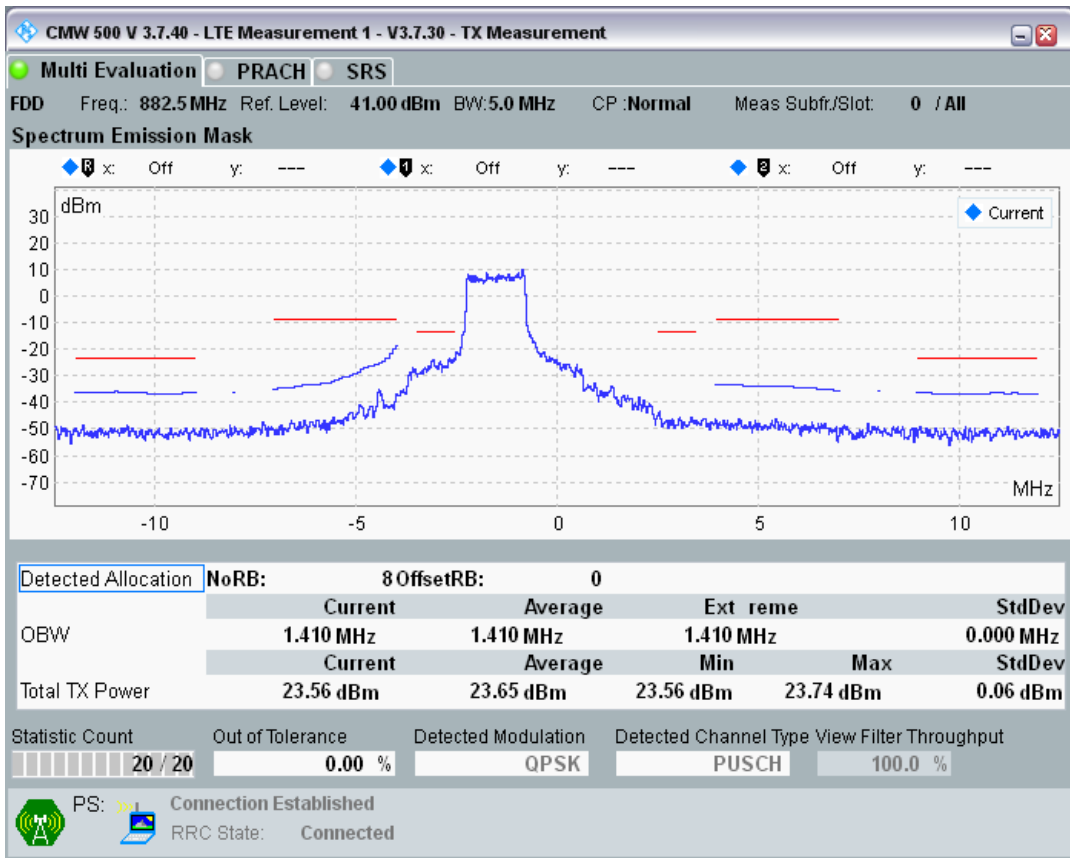 CMW 500 V 3.7.40 - LTE Measurement 1 - V3.7.30 - TX Measurement
Multi Evaluation PRACH SRS
FDD Freq.: 882.5 MHz Ref. Level: 41.00 dBm BW:5.0 MHz CP :Normal Meas Subfr./Slot: 0 / All
Spectrum Emission Mask
R x: Off y: --- 1 x: Off y: --- 2 x: Off y: ---
dBm
Current
30
20
10
0
-10
-20
-30
-40
-50
-60
-70
MHz
-10 -5 0 5 10
Detected Allocation NoRB: 8 OffsetRB: 0
Current Average Ext reme StdDev
OBW 1.410 MHz 1.410 MHz 1.410 MHz 0.000 MHz
Current Average Min Max StdDev
Total TX Power 23.56 dBm 23.65 dBm 23.56 dBm 23.74 dBm 0.06 dBm
Statistic Count Out of Tolerance Detected Modulation Detected Channel Type View Filter Throughput
20 / 20 0.00 % QPSK PUSCH 100.0 %
PS: Connection Established
RRC State: Connected